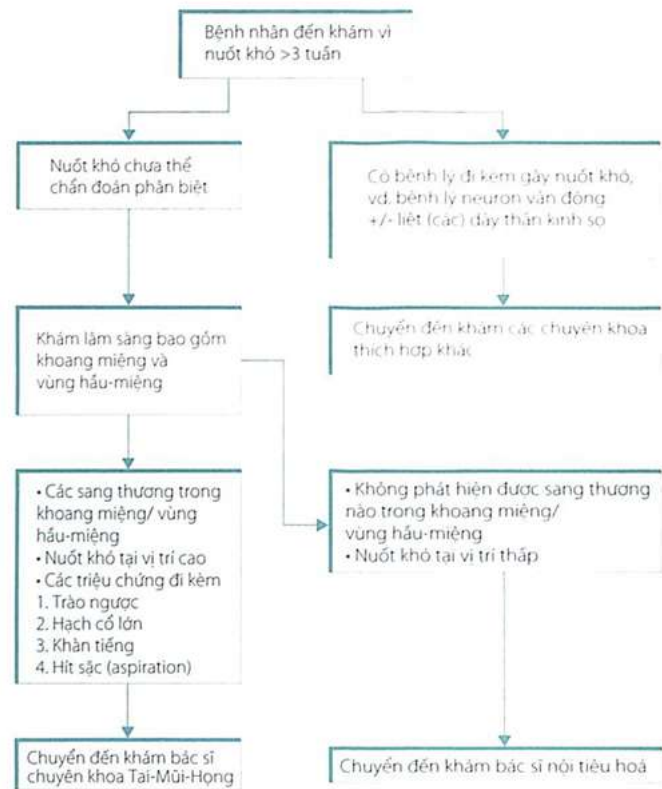 Bệnh nhân đến khám vì
nuốt khó >3 tuần
Nuốt khó chưa thể
chẩn đoán phân biệt
Có bệnh lý đi kèm gây nuốt khó,
vd. bệnh lý neuron vận động
+/- liệt (các) dây thần kinh sọ
Khám lâm sàng bao gồm
khoang miệng và
vùng hầu-miệng
Chuyển đến khám các chuyên khoa
thích hợp khác
• Các sang thương trong
khoang miệng/ vùng
hầu-miệng
• Nuốt khó tại vị trí cao
• Các triệu chứng đi kèm
1. Trào ngược
2. Hạch cổ lớn
3. Khàn tiếng
4. Hít sặc (aspiration)
• Không phát hiện được sang thương
nào trong khoang miệng/
vùng hầu-miệng
• Nuốt khó tại vị trí thấp
Chuyển đến khám bác sĩ
chuyên khoa Tai-Mũi-Họng
Chuyển đến khám bác sĩ nội tiêu hoá